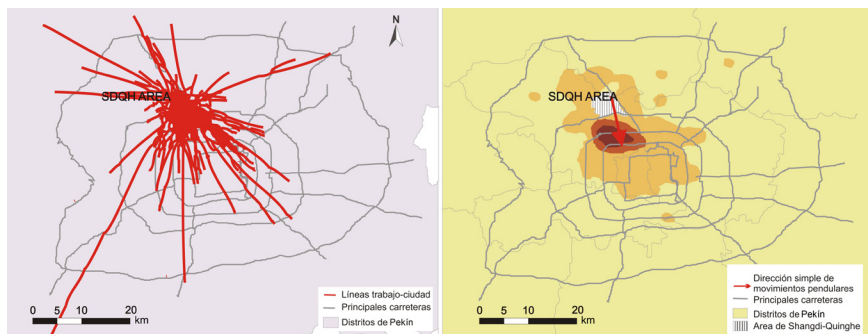 N
SDQH AREA
0 5 10 20
km
Líneas trabajo-ciudad
Principales carreteras
Distritos de Pekín
SDQH AREA
0 5 10 20
km
Dirección simple de
movimientos pendulares
Principales carreteras
Distritos de Pekín
Area de Shangdi-Quinghe